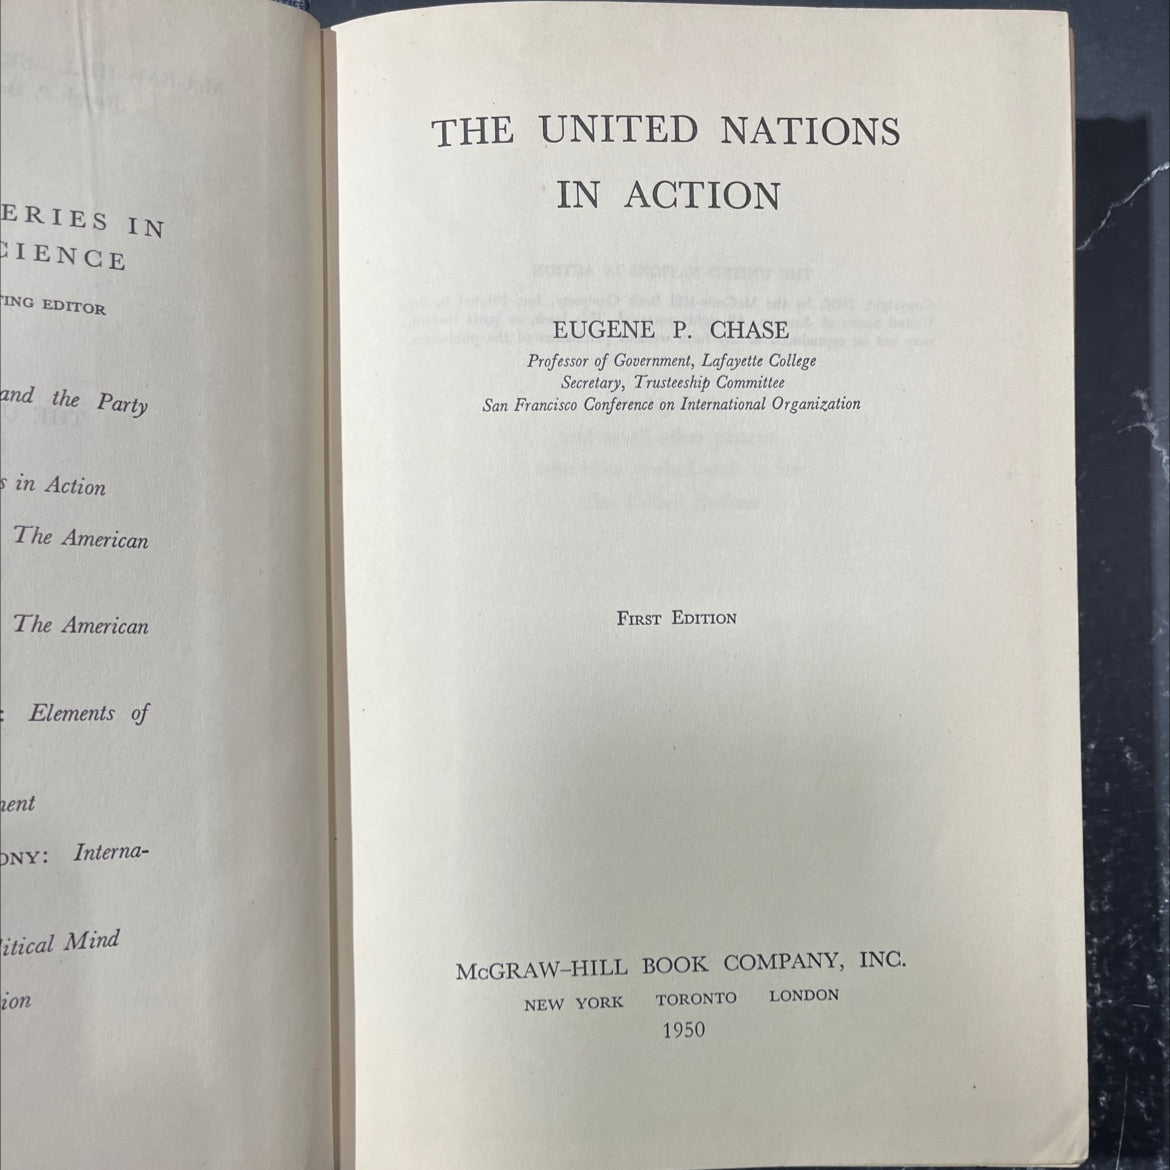 ERIES IN
CIENCE
TING EDITOR
and the Party
s in Action
The American
The American
: Elements of
nent
ONY: Interna-
litical Mind
ion
THE UNITED NATIONS
IN ACTION
EUGENE P. CHASE
Professor of Government, Lafayette College
Secretary, Trusteeship Committee
San Francisco Conference on International Organization
FIRST EDITION
McGRAW-HILL BOOK COMPANY, INC.
NEW YORK TORONTO LONDON
1950